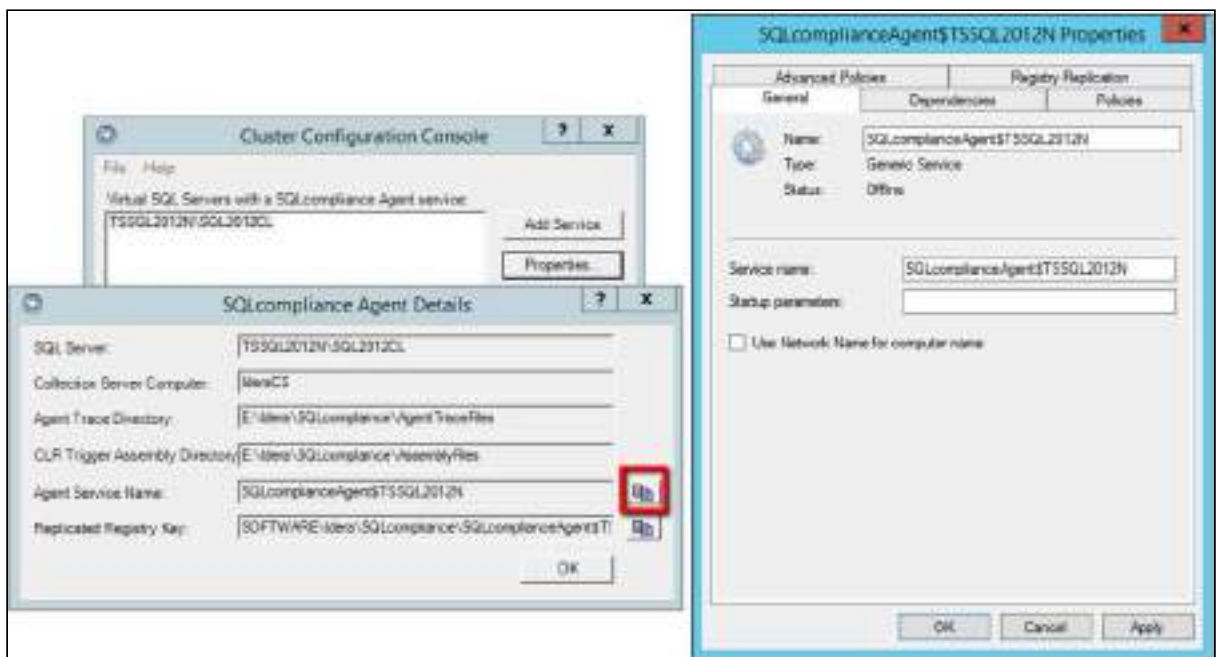 Cluster Configuration Console
? x
File Help
Virtual SQL Servers with a SQLcompliance Agent service:
TSSQL2012N\SQL2012CL
Add Service
Properties...
SQLcompliance Agent Details
? x
SQL Server:
TSSQL2012N\SQL2012CL
Collection Server Computer:
IderaCS
Agent Trace Directory:
E:\Idera\SQLcompliance\AgentTraceFiles
CLR Trigger Assembly Directory:
E:\Idera\SQLcompliance\AssemblyFiles
Agent Service Name:
SQLcomplianceAgent$TSSQL2012N
Replicated Registry Key:
SOFTWARE\Idera\SQLcompliance\SQLcomplianceAgent$T
OK
SQLcomplianceAgent$TSSQL2012N Properties
x
Advanced Policies Registry Replication
General Dependencies Policies
Name: SQLcomplianceAgent$TSSQL2012N
Type: Generic Service
Status: Offline
Service name: SQLcomplianceAgent$TSSQL2012N
Startup parameters:
Use Network Name for computer name
OK Cancel Apply